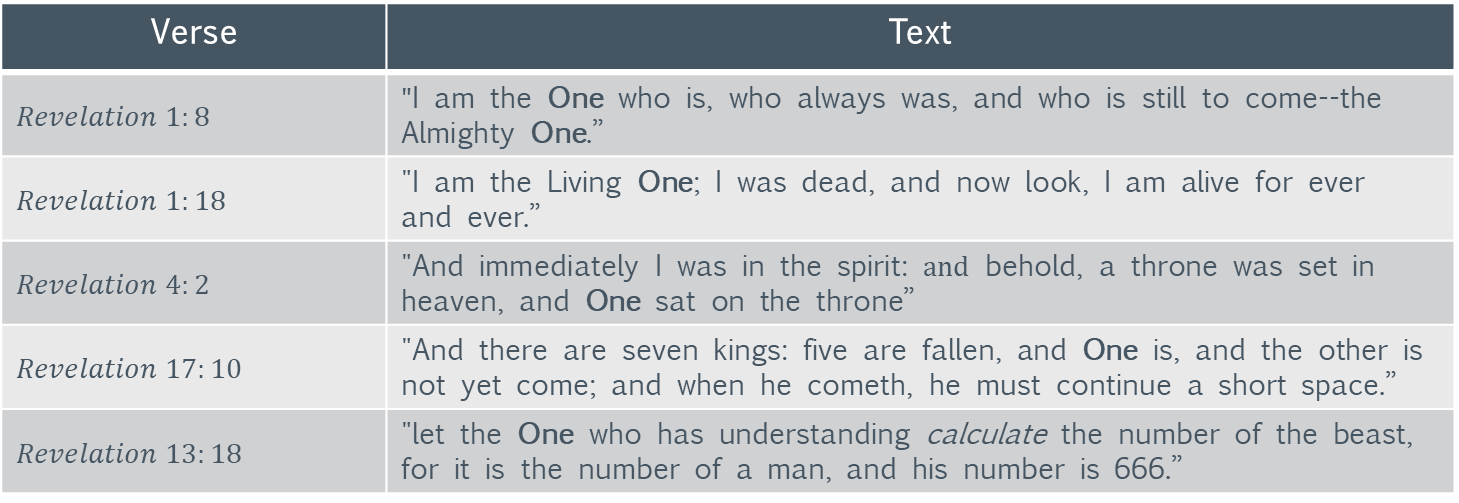 Verse Text
Revelation 1:8
"I am the One who is, who always was, and who is still to come--the
Almighty One.”
Revelation 1:18
"I am the Living One; I was dead, and now look, I am alive for ever
and ever.”
Revelation 4:2
"And immediately I was in the spirit: and behold, a throne was set in
heaven, and One sat on the throne”
Revelation 17:10
"And there are seven kings: five are fallen, and One is, and the other is
not yet come; and when he cometh, he must continue a short space.”
Revelation 13:18
"let the One who has understanding calculate the number of the beast,
for it is the number of a man, and his number is 666.”